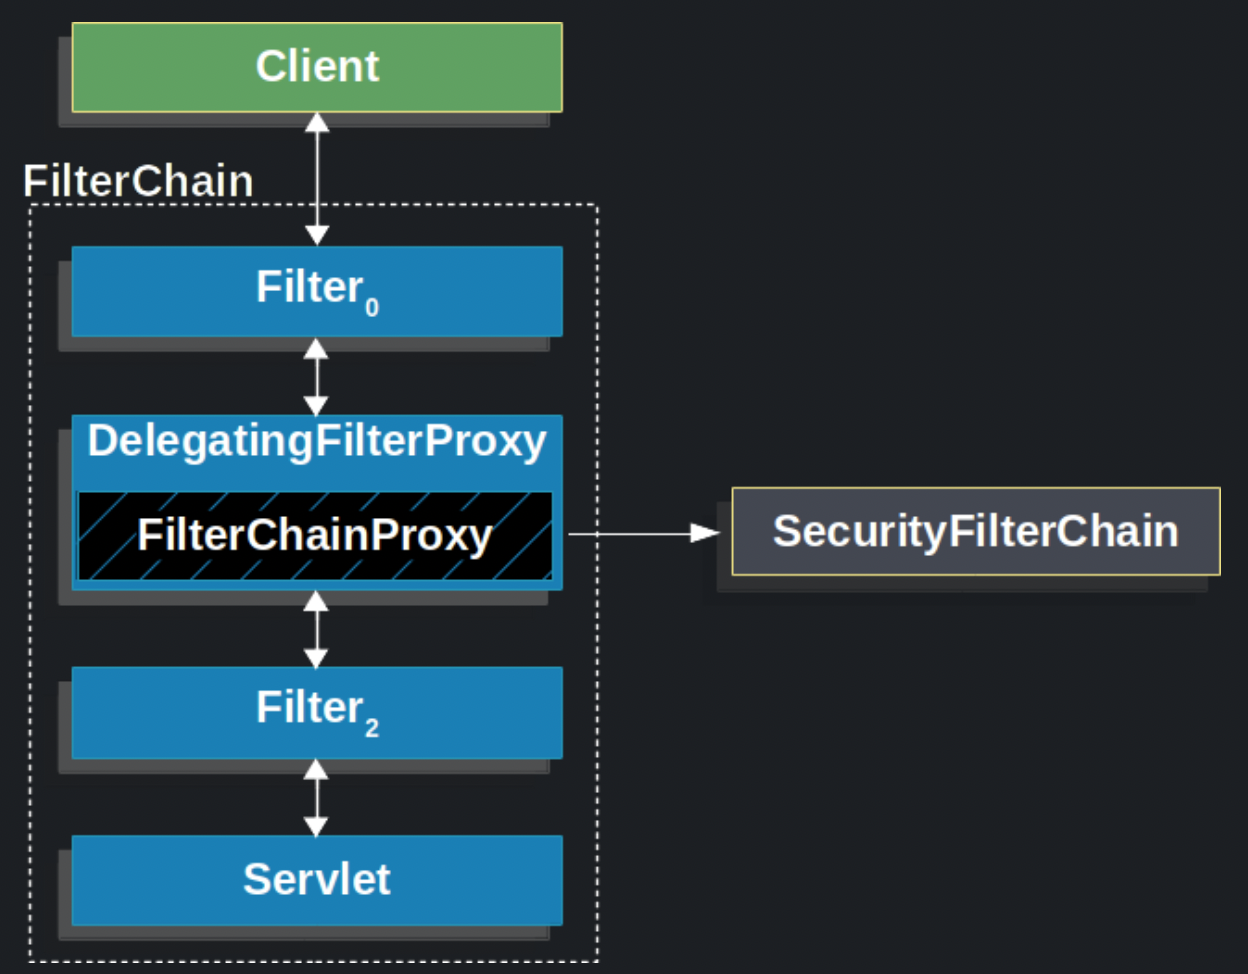 Client
FilterChain
Filter0
DelegatingFilterProxy
FilterChainProxy
SecurityFilterChain
Filter2
Servlet